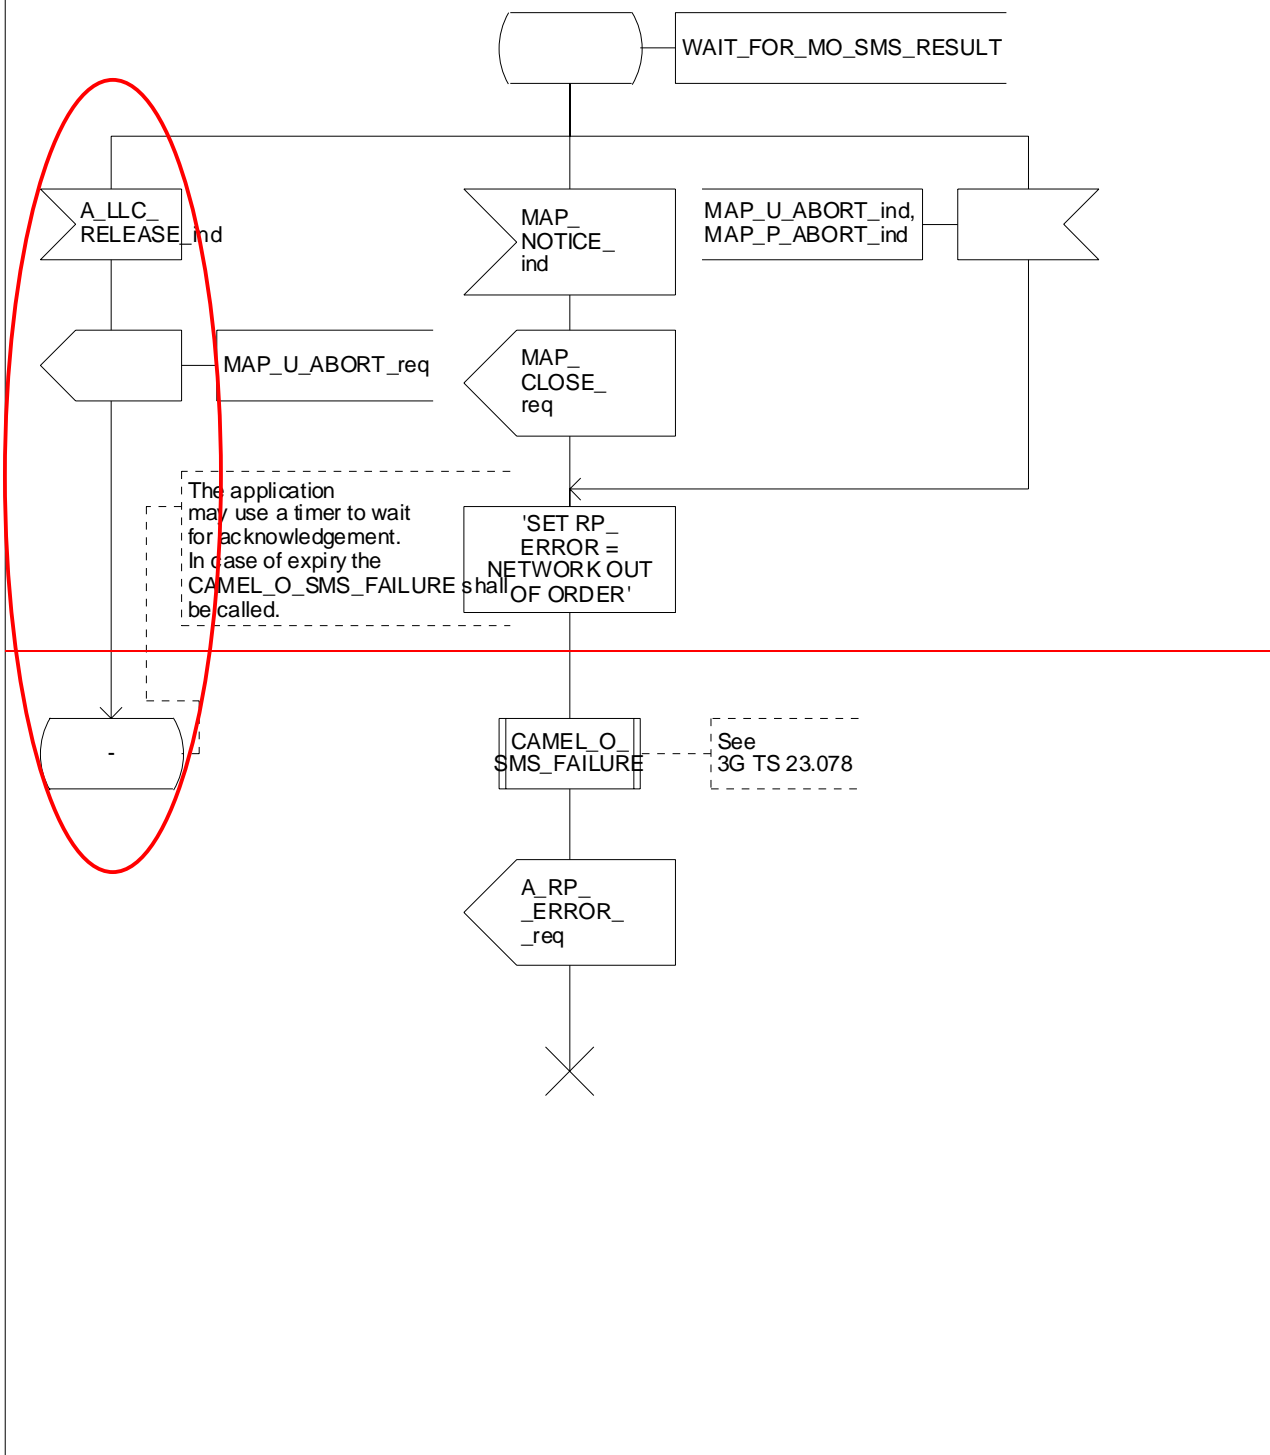 WAIT_FOR_MO_SMS_RESULT
A_LLC_
RELEASE_ind
MAP_
NOTICE_
ind
MAP_U_ABORT_ind,
MAP_P_ABORT_ind
MAP_U_ABORT_req
MAP_
CLOSE_
req
The application
may use a timer to wait
for acknowledgement.
In case of expiry the
CAMEL_O_SMS_FAILURE shall
be called.
'SET RP_
ERROR =
NETWORK OUT
OF ORDER'
-
CAMEL_O_
SMS_FAILURE
See
3G TS 23.078
A_RP_
_ERROR_
_req